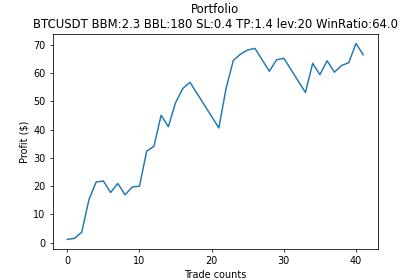 Portfolio
BTCUSDT BBM:2.3 BBL:180 SL:0.4 TP:1.4 lev:20 WinRatio:64.0
70
60
50
40
30
20
10
0
Profit ($)
0 10 20 30 40
Trade counts